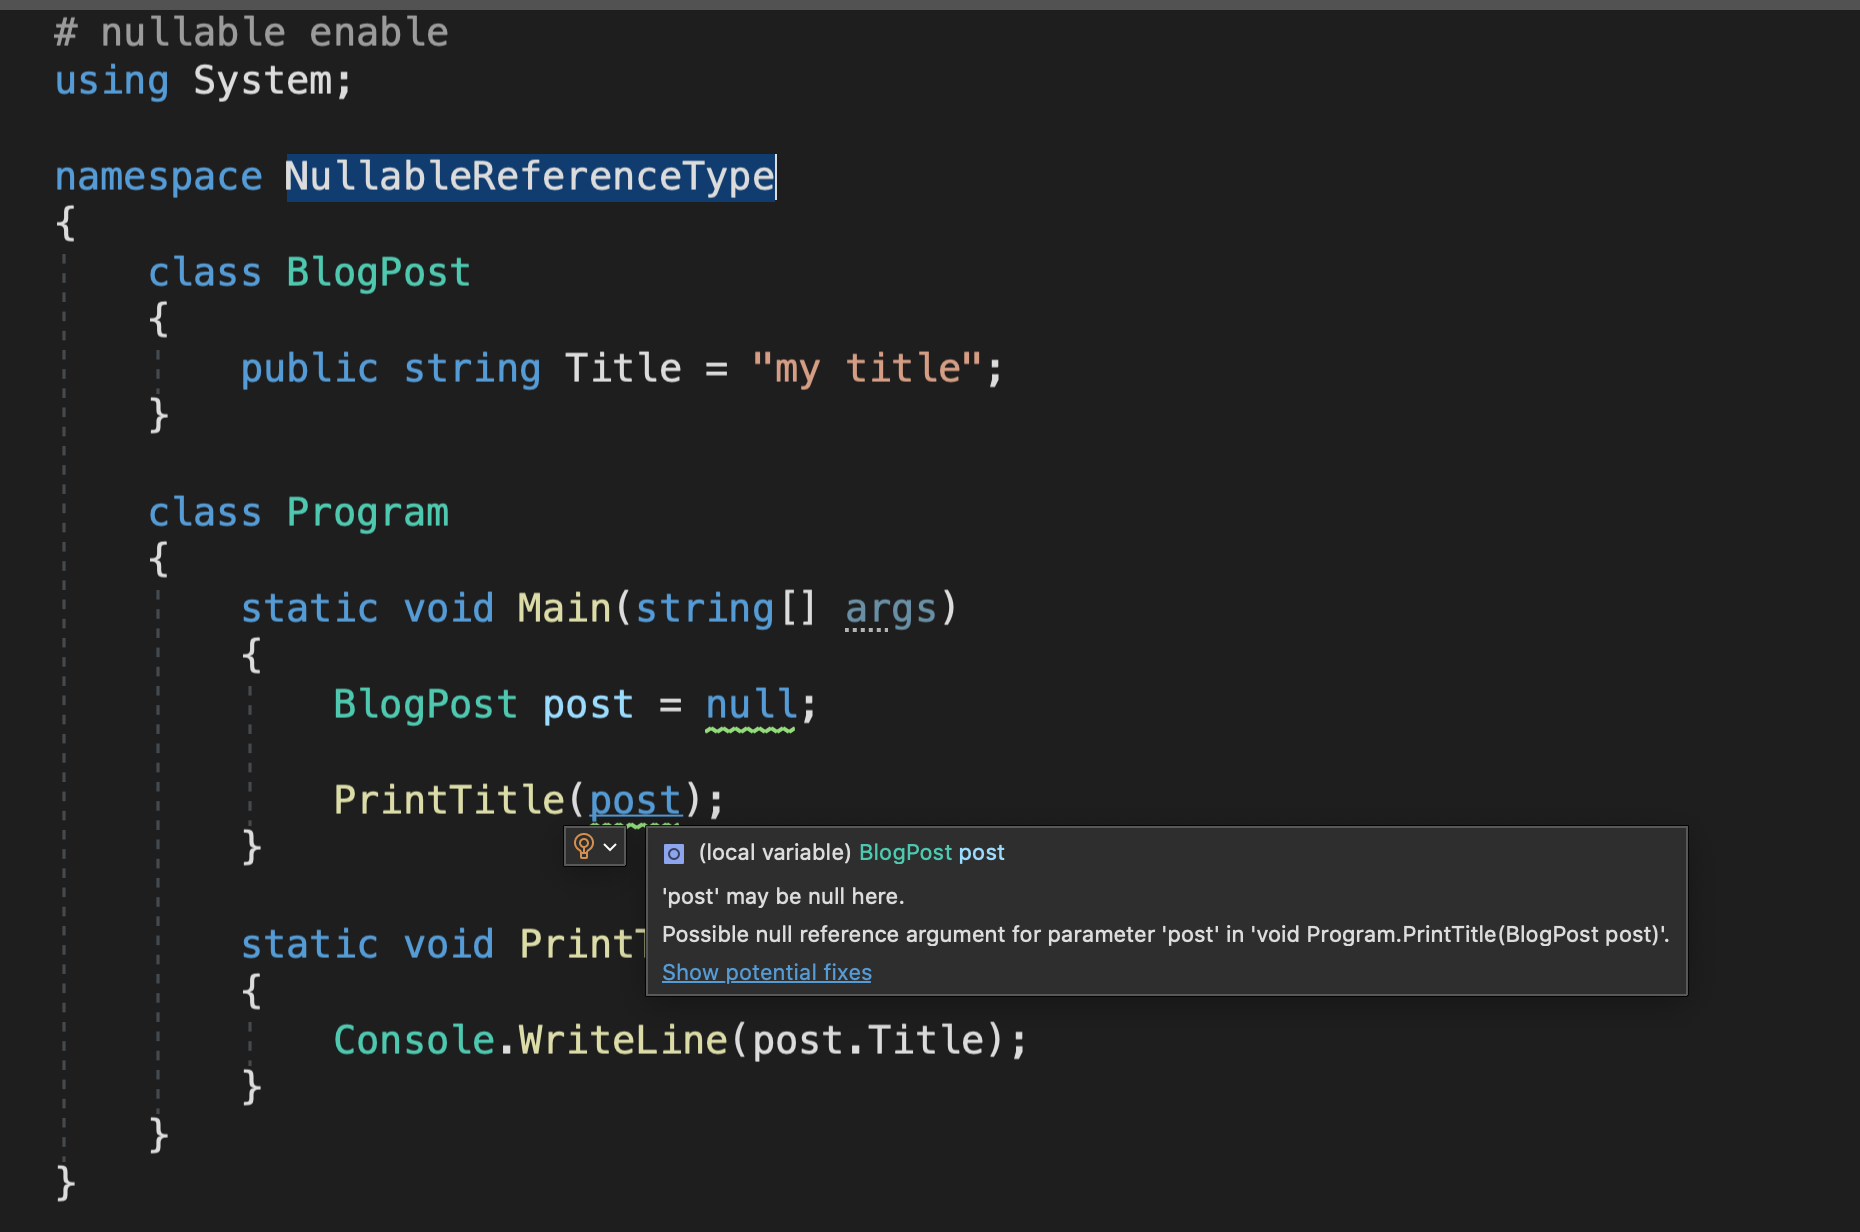 # nullable enable
using System;
namespace NullableReferenceType
{
class BlogPost
{
public string Title = "my title";
}
class Program
{
static void Main(string[] args)
{
BlogPost post = null;
PrintTitle(post);
}
(local variable) BlogPost post
'post' may be null here.
Possible null reference argument for parameter 'post' in 'void Program.PrintTitle(BlogPost post)'.
Show potential fixes
static void PrintT
{
Console.WriteLine(post.Title);
}
}
}